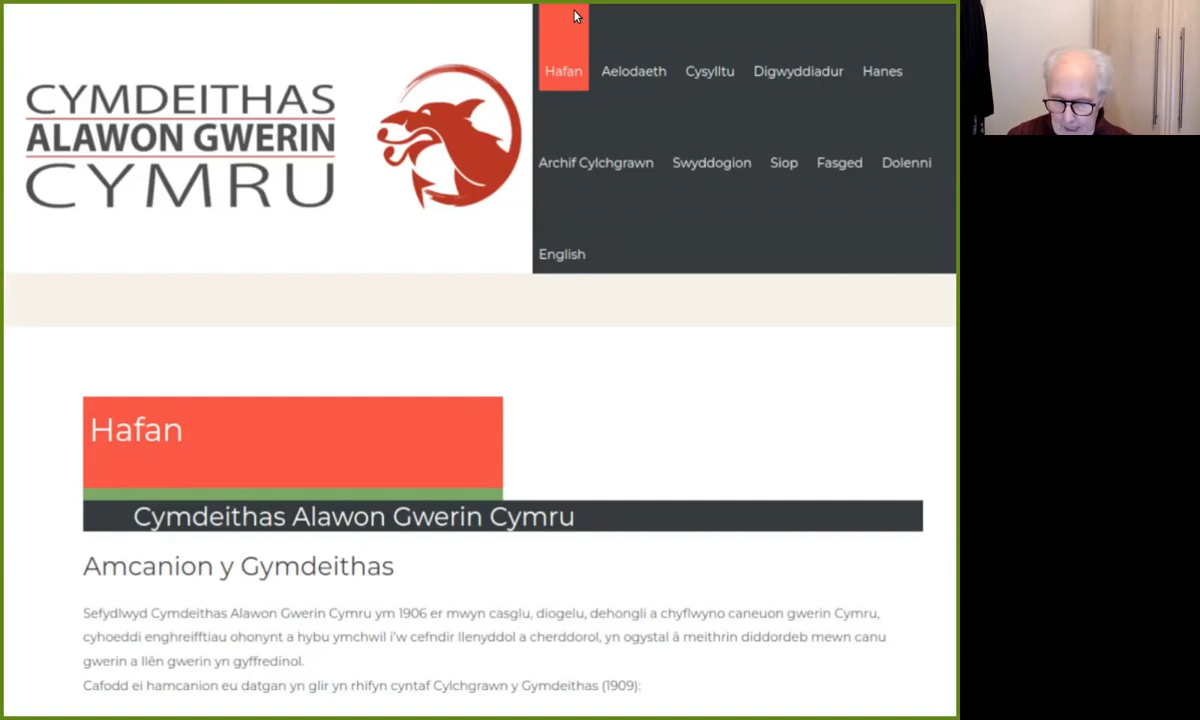 CYMDEITHAS
ALAWON GWERIN
CYMRU
Hafan Aelodaeth Cysylltu Digwyddiadur Hanes
Archif Cylchgrawn Swyddogion Siop Fasged Dolenni
English
Hafan
Cymdeithas Alawon Gwerin Cymru
Amcanion y Gymdeithas
Sefydlwyd Cymdeithas Alawon Gwerin Cymru ym 1906 er mwyn casglu, diogelu, dehongli a chyflwyno caneuon gwerin Cymru,
cyhoeddi enghreifftiau ohonynt a hybu ymchwil i'w cefndir llenyddol a cherddorol, yn ogystal â meithrin diddordeb mewn canu
gwerin a llên gwerin yn gyffredinol.
Cafodd ei hamcanion eu datgan yn glir yn rhifyn cyntaf Cylchgrawn y Gymdeithas (1909):